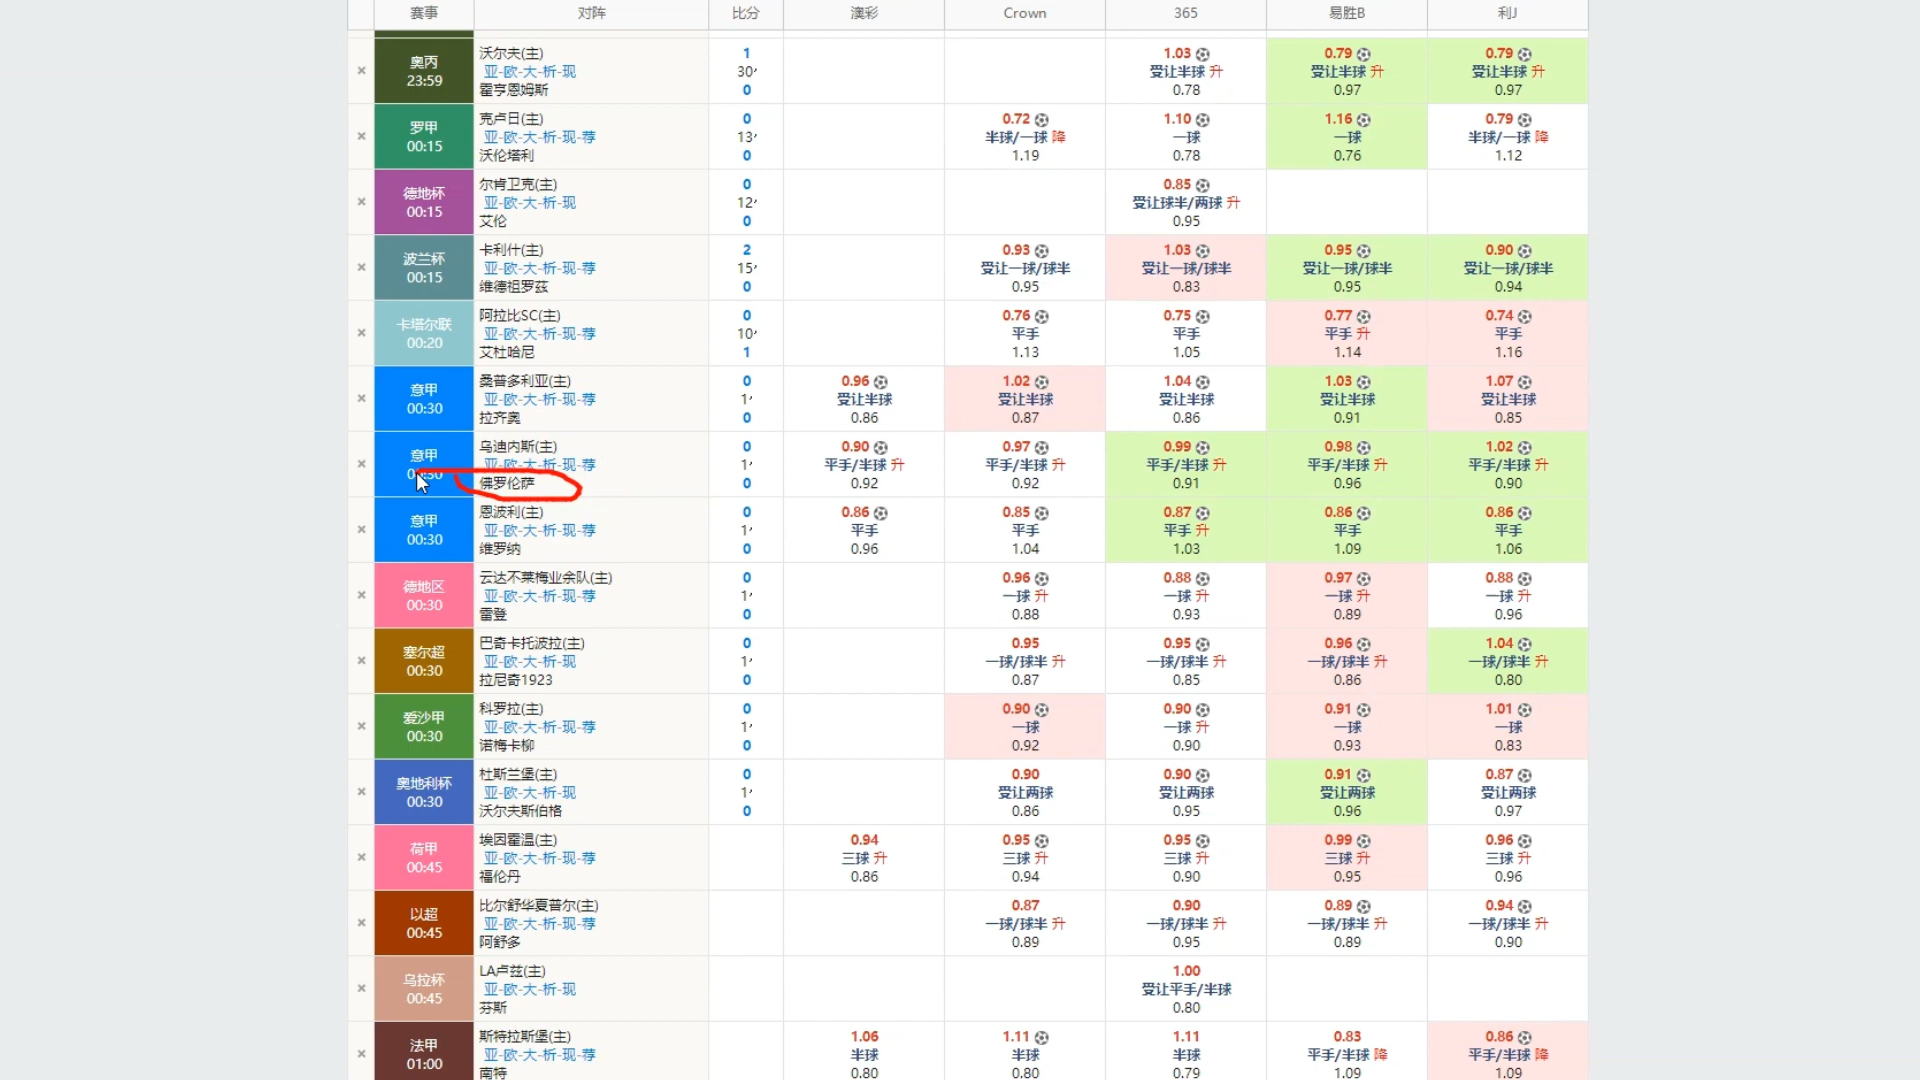 赛事 对阵 比分 澳彩 Crown 365 易胜B 利J
奥丙 23:59 沃尔夫(主) 亚-欧-大-析-现 霍亨恩姆斯 1 30′ 0 1.03 受让半球 升 0.78 0.79 受让半球 升 0.97 0.79 受让半球 升 0.97
罗甲 00:15 克卢日(主) 亚-欧-大-析-现-荐 沃伦塔利 0 13′ 0 0.72 半球/一球 降 1.19 1.10 一球 0.78 1.16 一球 0.76 0.79 半球/一球 降 1.12
德地杯 00:15 尔肯卫克(主) 亚-欧-大-析-现 艾伦 0 12′ 0 0.85 受让球半/两球 升 0.95
波兰杯 00:15 卡利什(主) 亚-欧-大-析-现-荐 维德祖罗兹 2 15′ 0 0.93 受让一球/球半 0.95 1.03 受让一球/球半 0.83 0.95 受让一球/球半 0.95 0.90 受让一球/球半 0.94
卡塔尔联 00:20 阿拉比SC(主) 亚-欧-大-析-现-荐 艾杜哈尼 0 10′ 1 0.76 平手 1.13 0.75 平手 1.05 0.77 平手 升 1.14 0.74 平手 1.16
意甲 00:30 桑普多利亚(主) 亚-欧-大-析-现-荐 拉齐奥 0 1′ 0 0.96 受让半球 0.86 1.02 受让半球 0.87 1.04 受让半球 0.86 1.03 受让半球 0.91 1.07 受让半球 0.85
意甲 乌迪内斯(主) 亚-欧-大-析-现-荐 佛罗伦萨 0 1′ 0 0.90 平手/半球 升 0.92 0.97 平手/半球 升 0.92 0.99 平手/半球 升 0.91 0.98 平手/半球 升 0.96 1.02 平手/半球 升 0.90
意甲 00:30 恩波利(主) 亚-欧-大-析-现-荐 维罗纳 0 1′ 0 0.86 平手 0.96 0.85 平手 1.04 0.87 平手 升 1.03 0.86 平手 1.09 0.86 平手 1.06
德地区 00:30 云达不莱梅业余队(主) 亚-欧-大-析-现-荐 雷登 0 1′ 0 0.96 一球 升 0.88 0.88 一球 升 0.93 0.97 一球 升 0.89 0.88 一球 升 0.96
塞尔超 00:30 巴奇卡托波拉(主) 亚-欧-大-析-现 拉尼奇1923 0 1′ 0 0.95 一球/球半 升 0.87 0.95 一球/球半 升 0.85 0.96 一球/球半 升 0.86 1.04 一球/球半 升 0.80
爱沙甲 00:30 科罗拉(主) 亚-欧-大-析-现-荐 诺梅卡柳 0 1′ 0 0.90 一球 0.92 0.90 一球 升 0.90 0.91 一球 0.93 1.01 一球 0.83
奥地利杯 00:30 杜斯兰堡(主) 亚-欧-大-析-现 沃尔夫斯伯格 0 1′ 0 0.90 受让两球 0.86 0.90 受让两球 0.95 0.91 受让两球 0.96 0.87 受让两球 0.97
荷甲 00:45 埃因霍温(主) 亚-欧-大-析-现-荐 福伦丹 0.94 三球 升 0.86 0.95 三球 升 0.94 0.95 三球 升 0.90 0.99 三球 升 0.95 0.96 三球 升 0.96
以超 00:45 比尔舒华夏普尔(主) 亚-欧-大-析-现-荐 阿舒多 0.87 一球/球半 升 0.89 0.90 一球/球半 升 0.95 0.89 一球/球半 升 0.89 0.94 一球/球半 升 0.90
乌拉杯 00:45 LA卢兹(主) 亚-欧-大-析-现 芬斯 1.00 受让平手/半球 0.80
法甲 01:00 斯特拉斯堡(主) 亚-欧-大-析-现-荐 南特 1.06 半球 0.80 1.11 半球 0.80 1.11 半球 0.79 0.83 平手/半球 降 1.09 0.86 平手/半球 降 1.09